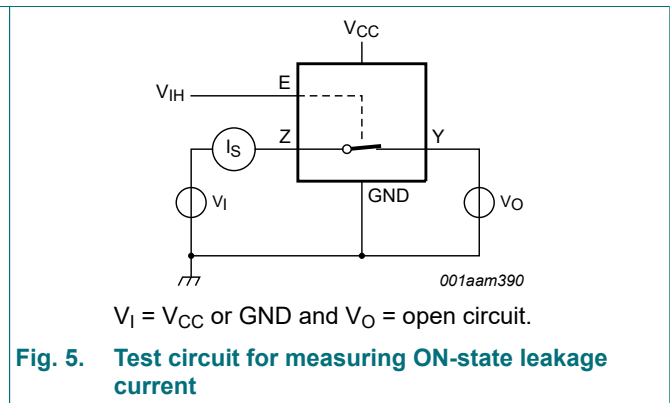 VCC
VIH
E
IS
Z
Y
VI
GND
VO
001aam390
VI = VCC or GND and VO = open circuit.
Fig. 5. Test circuit for measuring ON-state leakage
current